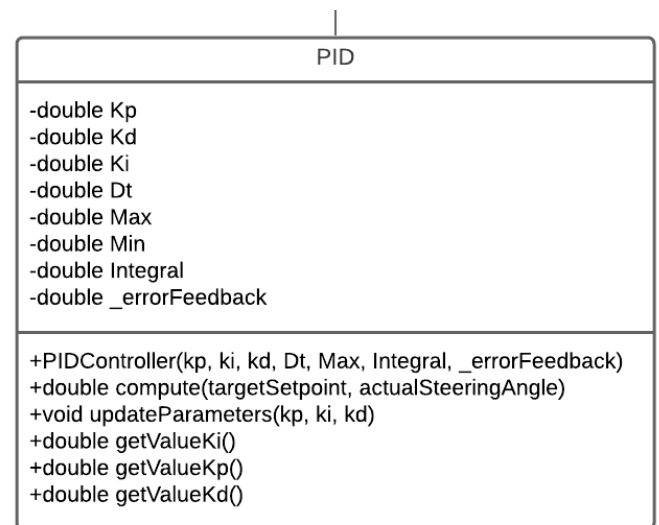 PID
-double Kp
-double Kd
-double Ki
-double Dt
-double Max
-double Min
-double Integral
-double _errorFeedback
+PIDController(kp, ki, kd, Dt, Max, Integral, _errorFeedback)
+double compute(targetSetpoint, actualSteeringAngle)
+void updateParameters(kp, ki, kd)
+double getValueKi()
+double getValueKp()
+double getValueKd()